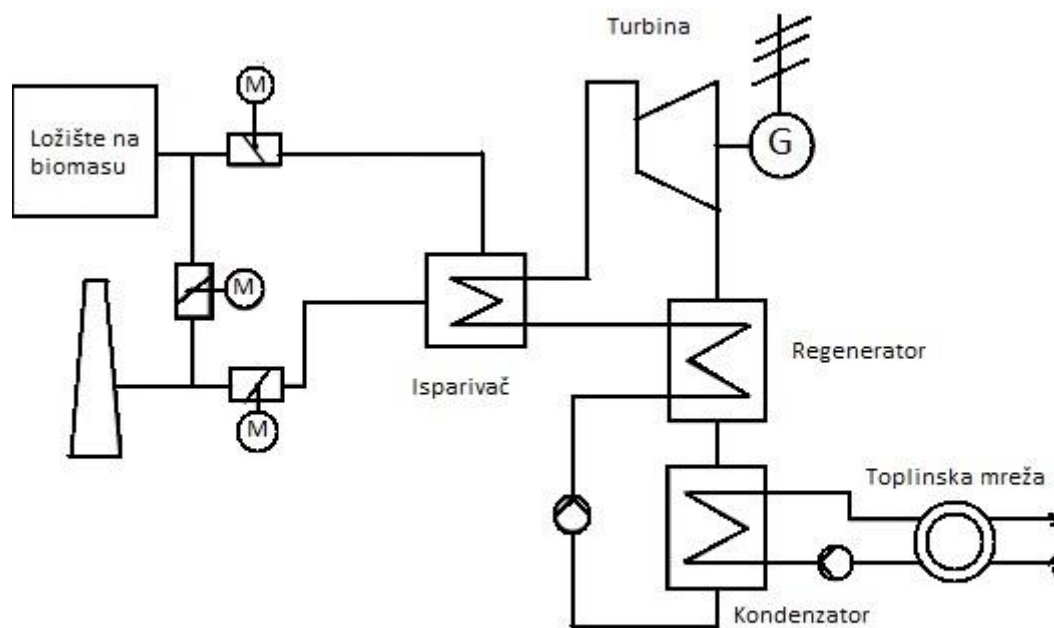 Turbina
M
Ložište na
biomasu
G
M
Regenerator
Isparivač
M
Toplinska mreža
Kondenzator